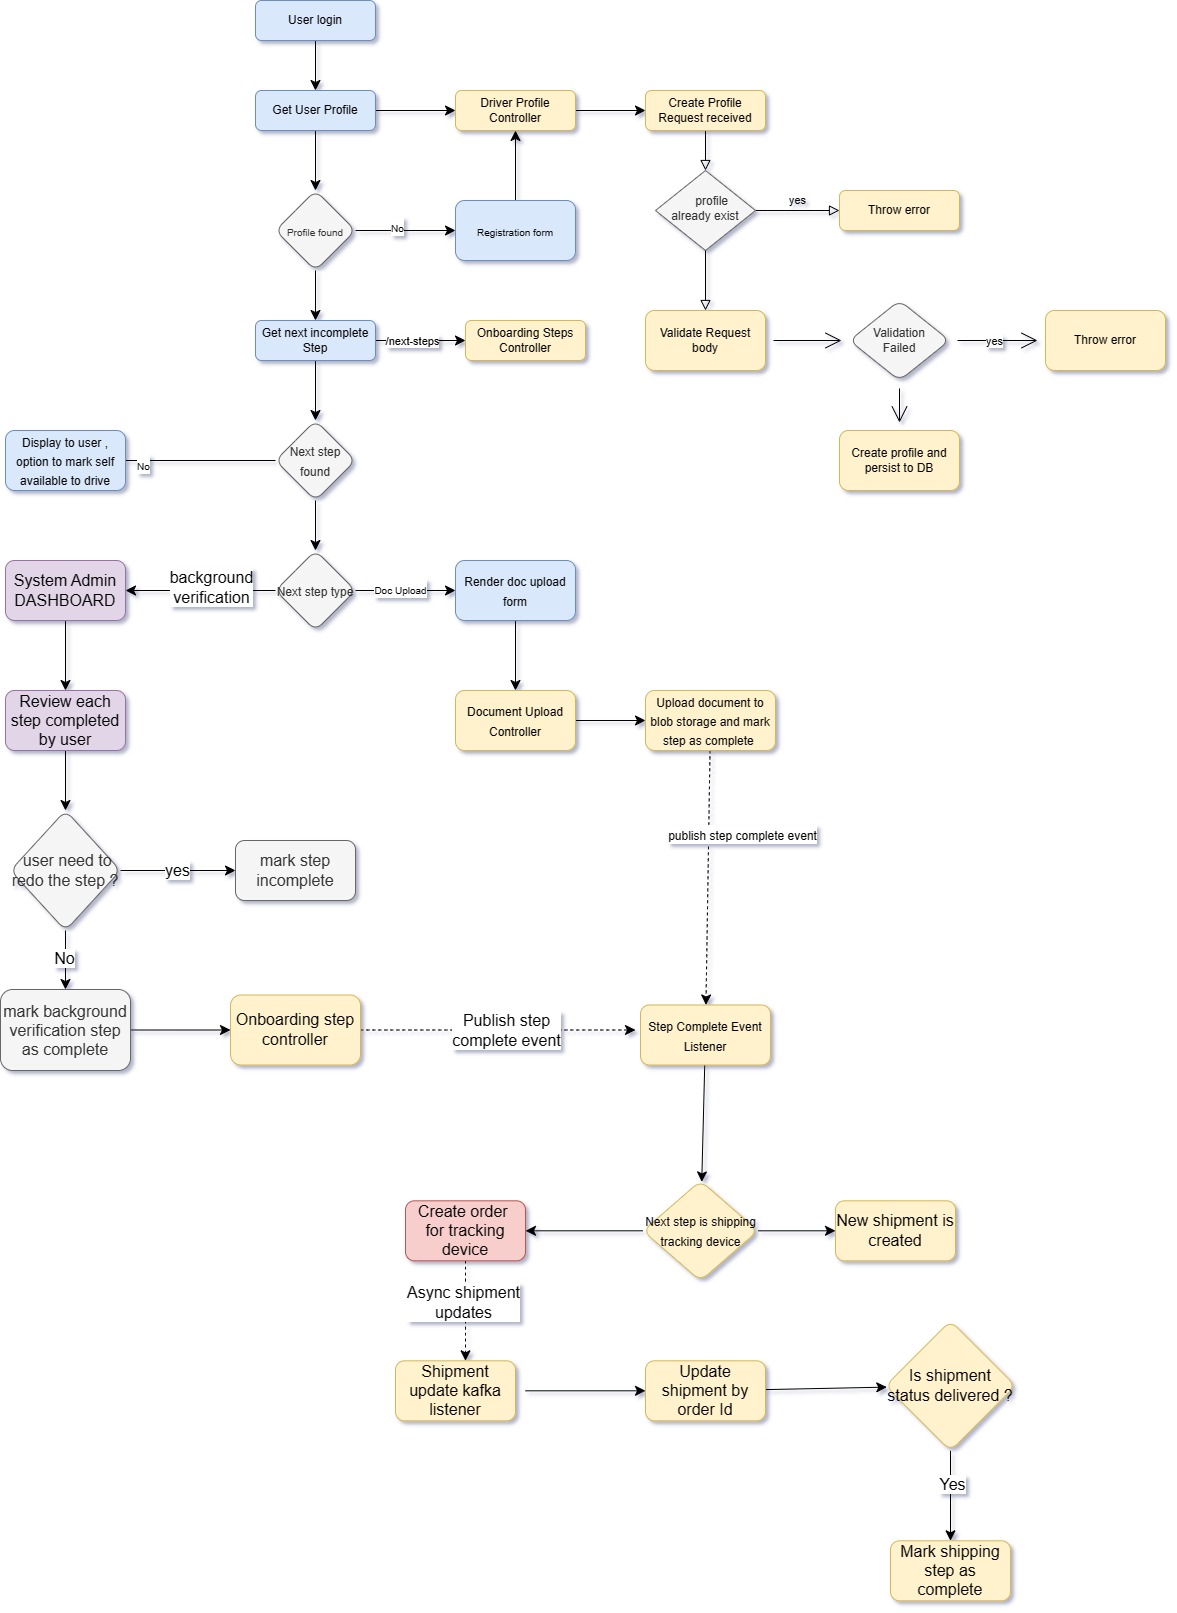 User login
Get User Profile
Driver Profile
Controller
Create Profile
Request received
profile
already exist
yes
Throw error
Profile found
No
Registration form
Get next incomplete
Step
/next-steps
Onboarding Steps
Controller
Validate Request
body
Validation
Failed
yes
Throw error
Display to user ,
option to mark self
available to drive
No
Next step
found
Create profile and
persist to DB
System Admin
DASHBOARD
background
verification
Next step type
Doc Upload
Render doc upload
form
Review each
step completed
by user
Document Upload
Controller
Upload document to
blob storage and mark
step as complete
publish step complete event
user need to
redo the step ?
yes
mark step
incomplete
No
mark background
verification step
as complete
Onboarding step
controller
Publish step
complete event
Step Complete Event
Listener
Create order
for tracking
device
Next step is shipping
tracking device
New shipment is
created
Async shipment
updates
Shipment
update kafka
listener
Update
shipment by
order Id
Is shipment
status delivered ?
Yes
Mark shipping
step as
complete